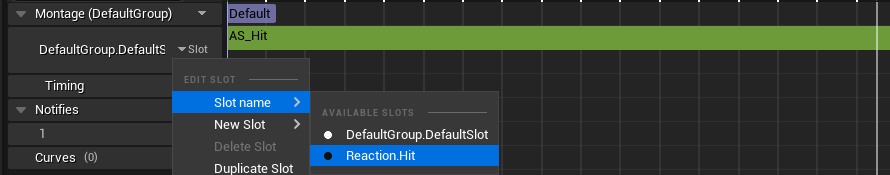 Montage (DefaultGroup)
Default
DefaultGroup.DefaultS
Slot
AS_Hit
EDIT SLOT
Timing
Slot name
AVAILABLE SLOTS
Notifies
New Slot
DefaultGroup.DefaultSlot
1
Delete Slot
Reaction.Hit
Curves (0)
Duplicate Slot